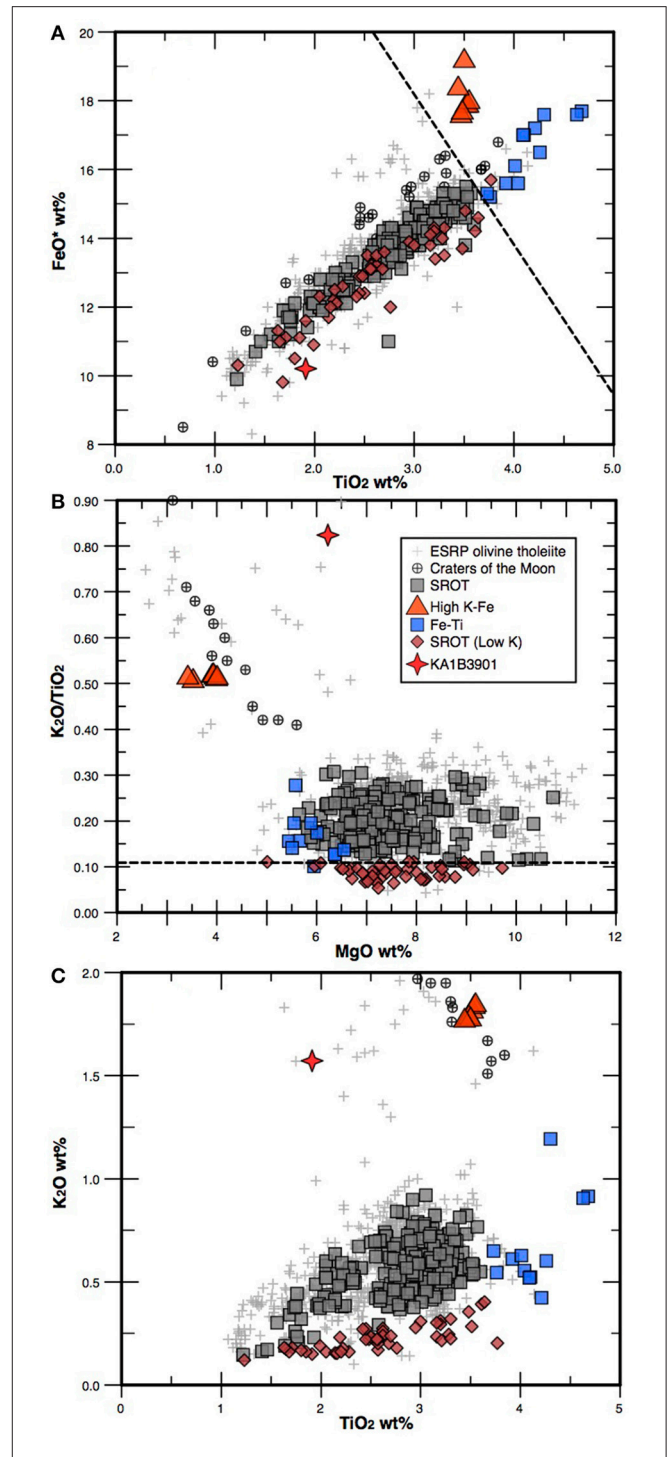 A
20
18
16
14
12
10
8
FeO* wt%
0.0 1.0 2.0 3.0 4.0 5.0
TiO₂ wt%
B
0.90
0.80
0.70
0.60
0.50
0.40
0.30
0.20
0.10
0.00
K₂O/TiO₂
ESRP olivine tholeiite
Craters of the Moon
SROT
High K-Fe
Fe-Ti
SROT (Low K)
KA1B3901
2 4 6 8 10 12
MgO wt%
C
2.0
1.5
1.0
0.5
0.0
K₂O wt%
0 1 2 3 4 5
TiO₂ wt%